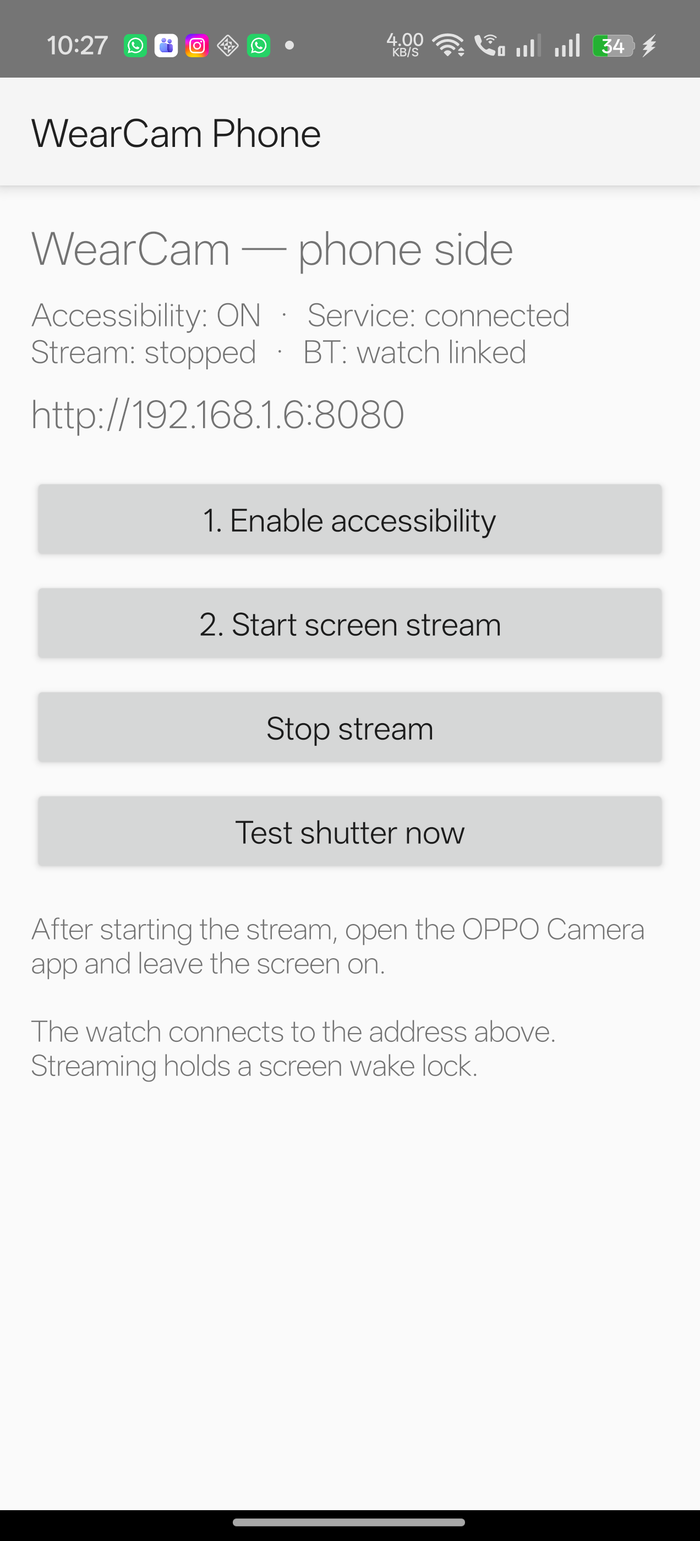 10:27
4.00
KB/S
34
WearCam Phone
WearCam — phone side
Accessibility: ON · Service: connected
Stream: stopped · BT: watch linked
http://192.168.1.6:8080
1. Enable accessibility
2. Start screen stream
Stop stream
Test shutter now
After starting the stream, open the OPPO Camera
app and leave the screen on.
The watch connects to the address above.
Streaming holds a screen wake lock.